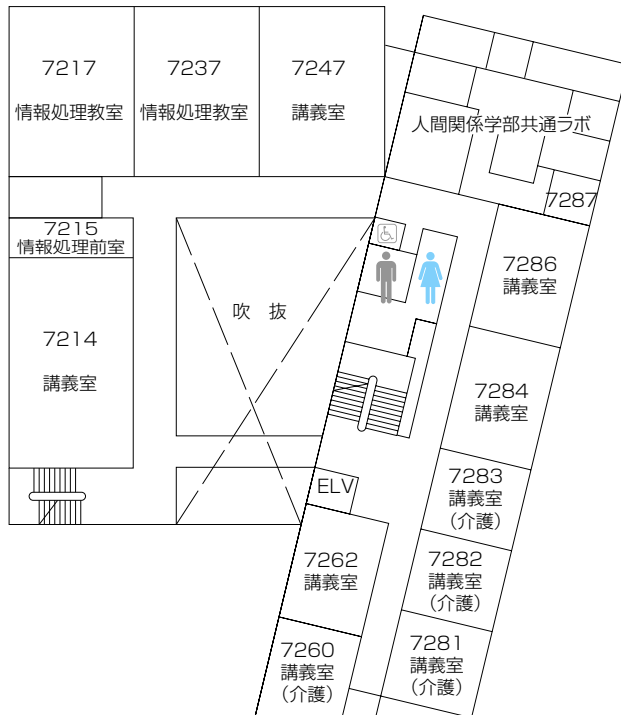 7217
情報処理教室
7237
情報処理教室
7247
講義室
人間関係学部共通ラボ
7287
7215
情報処理前室
7286
講義室
吹 抜
7214
講義室
7284
講義室
7283
講義室
(介護)
ELV
7262
講義室
7282
講義室
(介護)
7260
講義室
(介護)
7281
講義室
(介護)